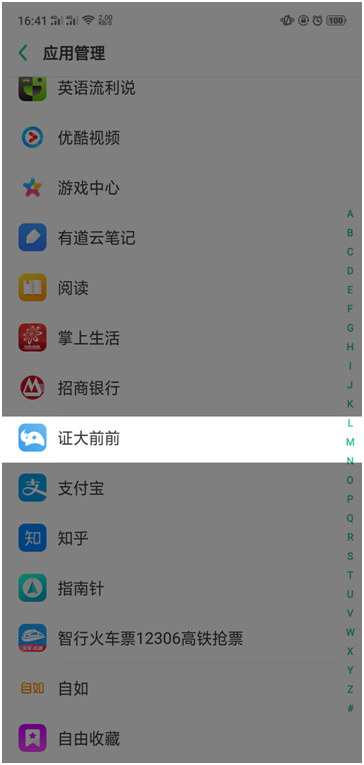 16:41 4G 4G 2.00 KB/S 100
应用管理
英语流利说
优酷视频
游戏中心
有道云笔记
阅读
掌上生活
招商银行
证大前前
支付宝
知 知乎
指南针
智行火车票12306高铁抢票
自如 自如
自由收藏
A
B
C
D
E
F
G
H
I
J
K
L
M
N
O
P
Q
R
S
T
U
V
W
X
Y
Z
#